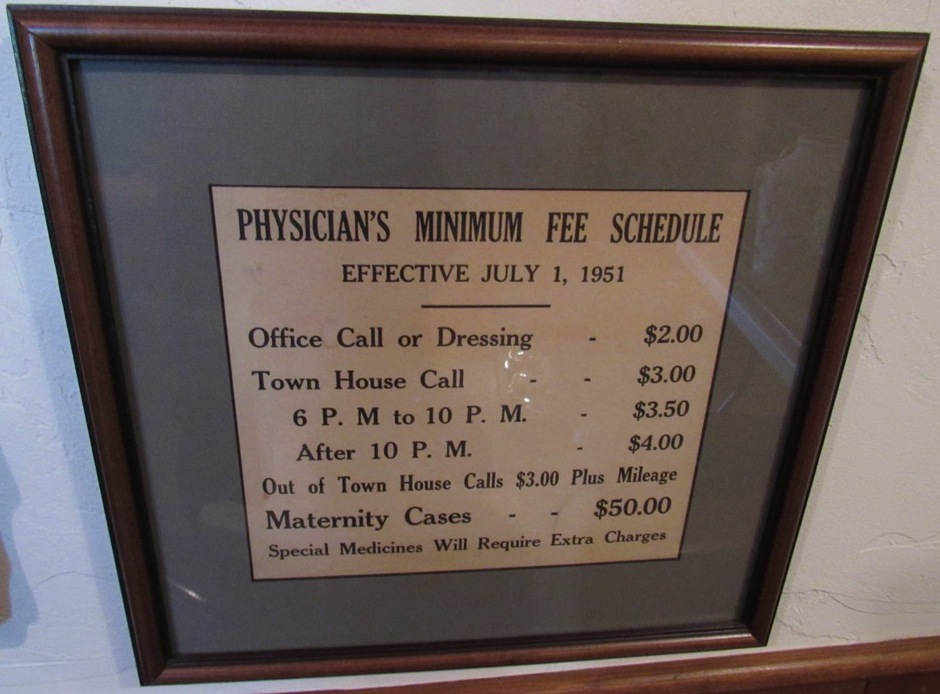 PHYSICIAN'S MINIMUM FEE SCHEDULE
EFFECTIVE JULY 1, 1951
Office Call or Dressing - $2.00
Town House Call - - $3.00
6 P. M to 10 P. M. - $3.50
After 10 P. M. - $4.00
Out of Town House Calls $3.00 Plus Mileage
Maternity Cases - - $50.00
Special Medicines Will Require Extra Charges